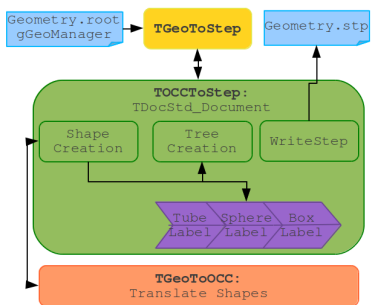 Geometry.root
gGeoManager
TGeoToStep
Geometry.stp
TOCCToStep:
TDocStd_Document
Shape
Creation
Tree
Creation
WriteStep
Tube Sphere Box
Label Label Label
TGeoToOCC:
Translate Shapes